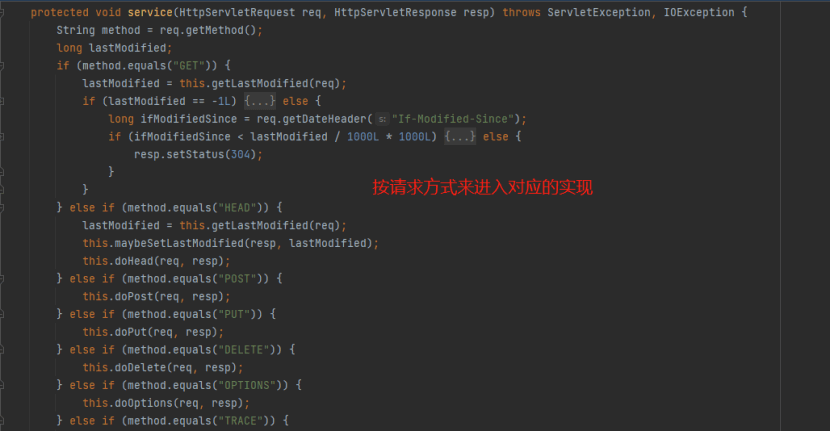 protected void service(HttpServletRequest req, HttpServletResponse resp) throws ServletException, IOException {
String method = req.getMethod();
long lastModified;
if (method.equals("GET")) {
lastModified = this.getLastModified(req);
if (lastModified == -1L) {...} else {
long ifModifiedSince = req.getDateHeader( s: "If-Modified-Since");
if (ifModifiedSince < lastModified / 1000L * 1000L) {...} else {
resp.setStatus(304);
}
}
按请求方式来进入对应的实现
} else if (method.equals("HEAD")) {
lastModified = this.getLastModified(req);
this.maybeSetLastModified(resp, lastModified);
this.doHead(req, resp);
} else if (method.equals("POST")) {
this.doPost(req, resp);
} else if (method.equals("PUT")) {
this.doPut(req, resp);
} else if (method.equals("DELETE")) {
this.doDelete(req, resp);
} else if (method.equals("OPTIONS")) {
this.doOptions(req, resp);
} else if (method.equals("TRACE")) {